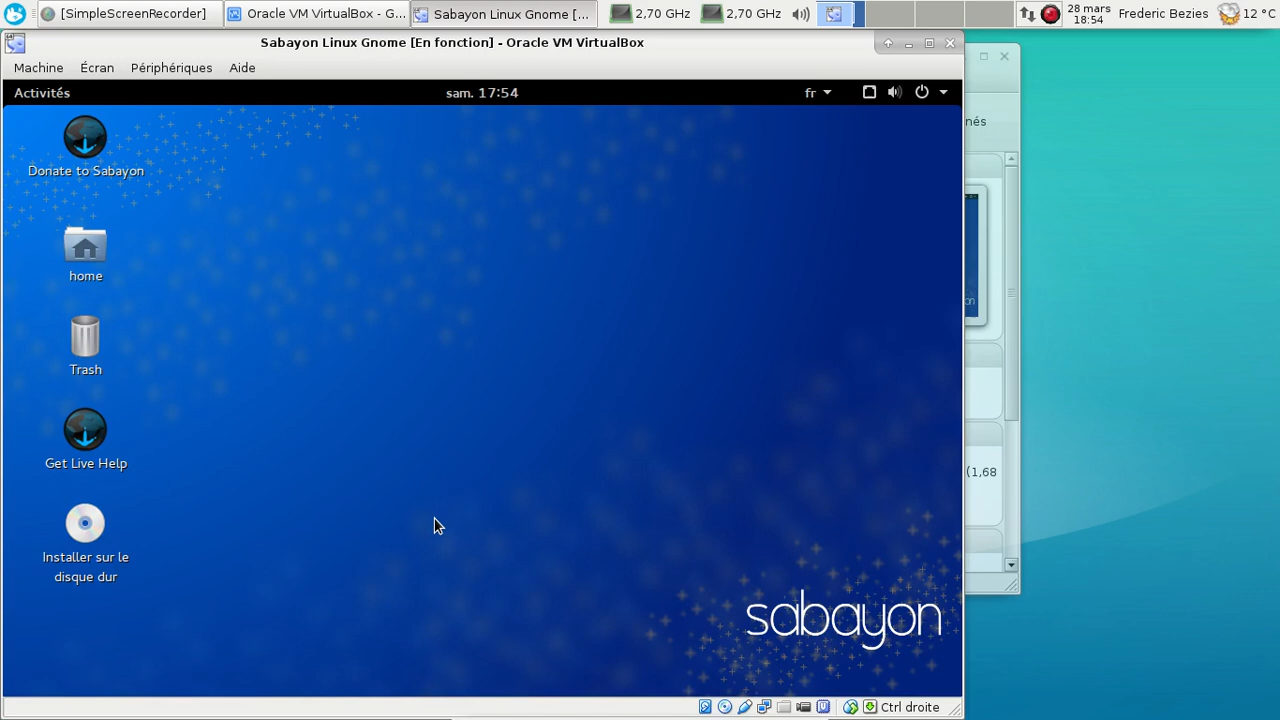 [SimpleScreenRecorder]
Oracle VM VirtualBox - G...
Sabayon Linux Gnome [...
2,70 GHz
2,70 GHz
28 mars
18:54
Frederic Bezies
12 °C
Sabayon Linux Gnome [En fonction] - Oracle VM VirtualBox
Machine
Écran
Périphériques
Aide
Activités
sam. 17:54
fr
nés
Donate to Sabayon
home
Trash
Get Live Help
(1,68
Installer sur le
disque dur
sabayon
Ctrl droite